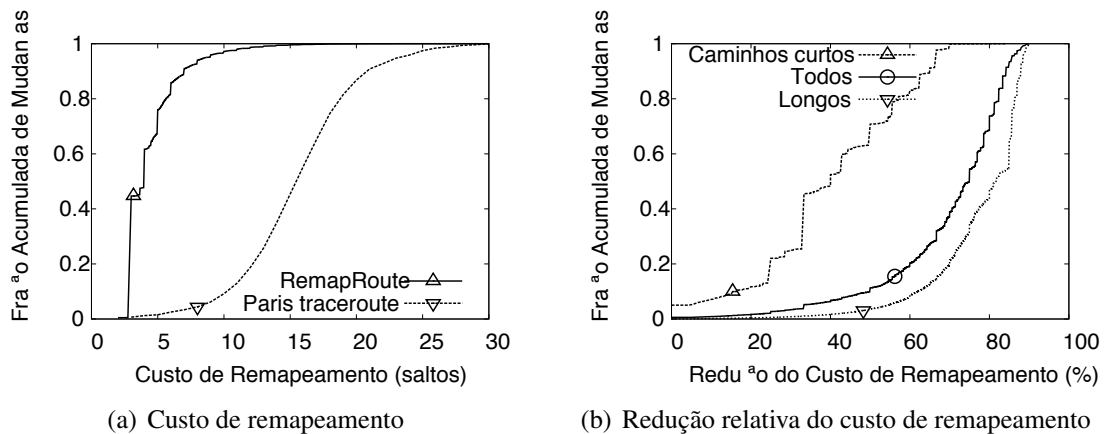 1
0.8
0.6
0.4
0.2
0
Fra ªo Acumulada de Mudan as
RemapRoute
Paris traceroute
0 5 10 15 20 25 30
Custo de Remapeamento (saltos)
(a) Custo de remapeamento
1
0.8
0.6
0.4
0.2
0
Fra ªo Acumulada de Mudan as
Caminhos curtos
Todos
Longos
0 20 40 60 80 100
Redu ªo do Custo de Remapeamento (%)
(b) Redução relativa do custo de remapeamento